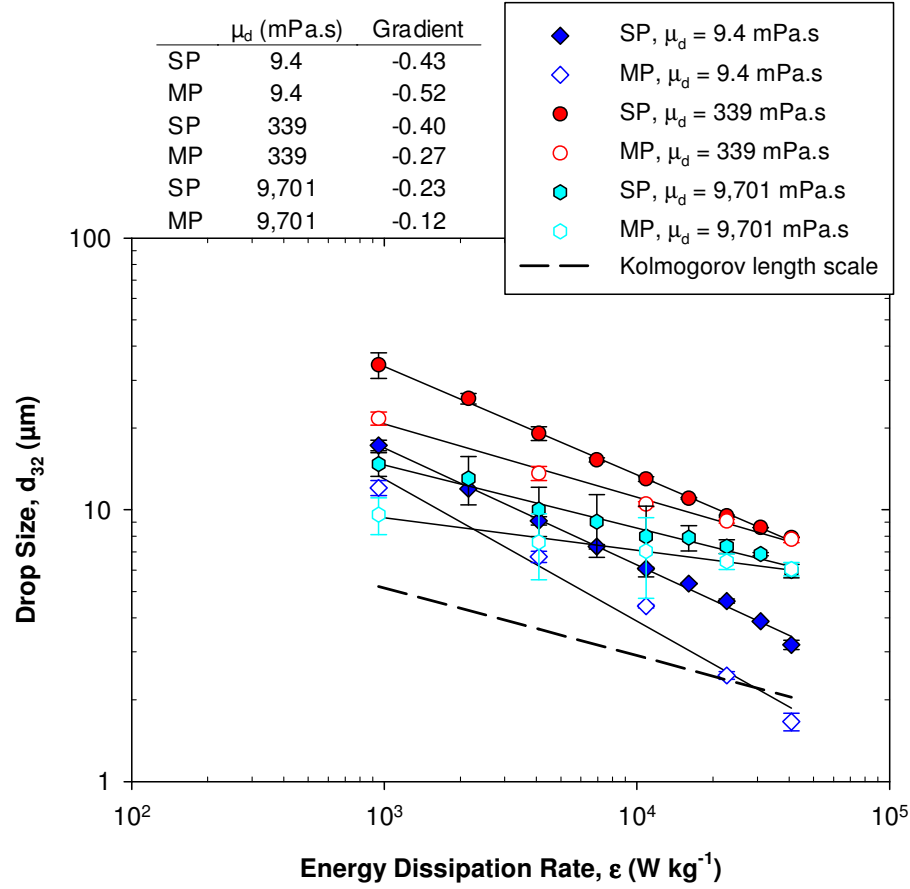 μd (mPa.s) Gradient
SP 9.4 -0.43
MP 9.4 -0.52
SP 339 -0.40
MP 339 -0.27
SP 9,701 -0.23
MP 9,701 -0.12
SP, μd = 9.4 mPa.s
MP, μd = 9.4 mPa.s
SP, μd = 339 mPa.s
MP, μd = 339 mPa.s
SP, μd = 9,701 mPa.s
MP, μd = 9,701 mPa.s
Kolmogorov length scale
100
10
1
Drop Size, d32 (μm)
10² 10³ 10⁴ 10⁵
Energy Dissipation Rate, ε (W kg⁻¹)